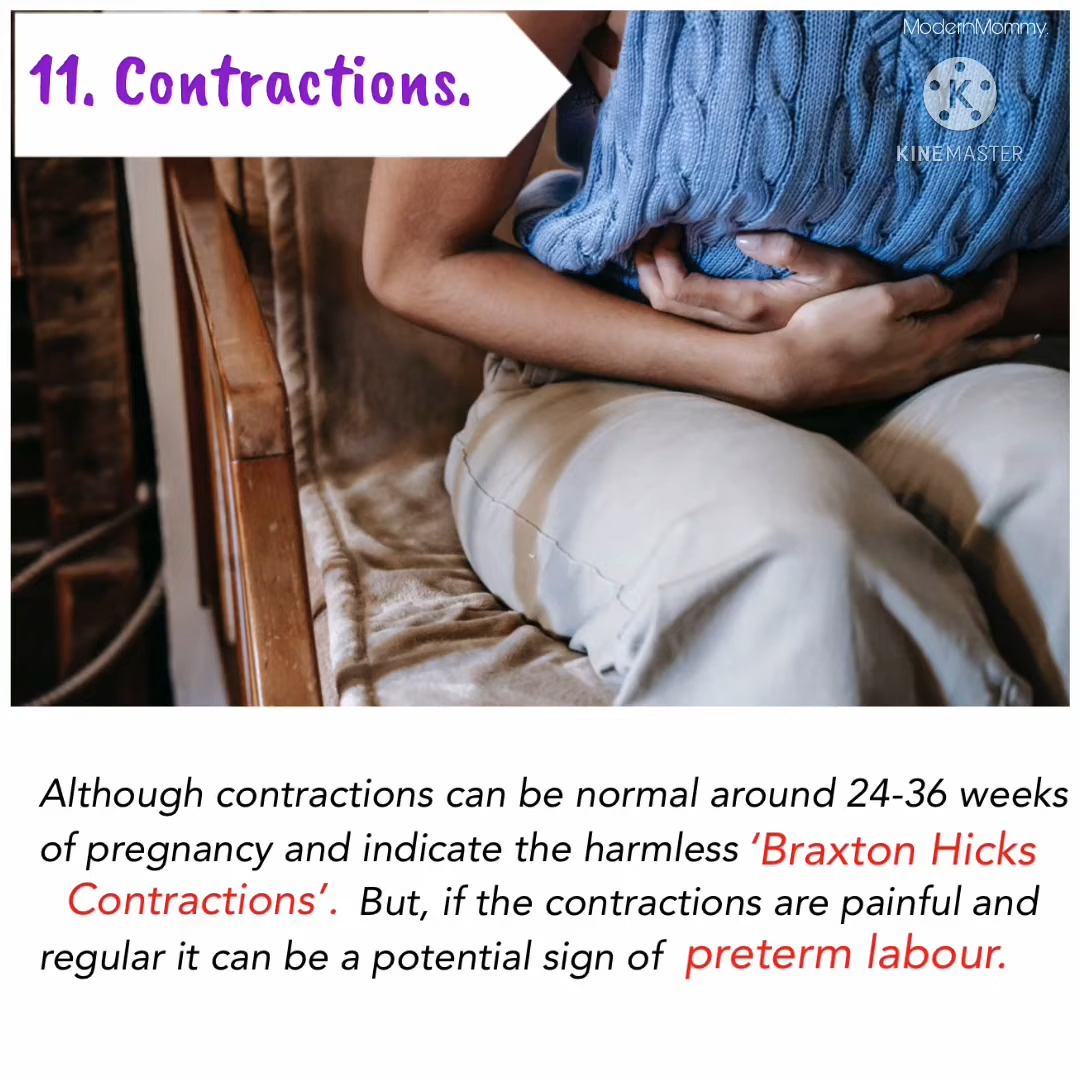 11. Contractions.
ModernMommy.
K
KINEMASTER
Although contractions can be normal around 24-36 weeks
of pregnancy and indicate the harmless ‘Braxton Hicks
Contractions’. But, if the contractions are painful and
regular it can be a potential sign of preterm labour.